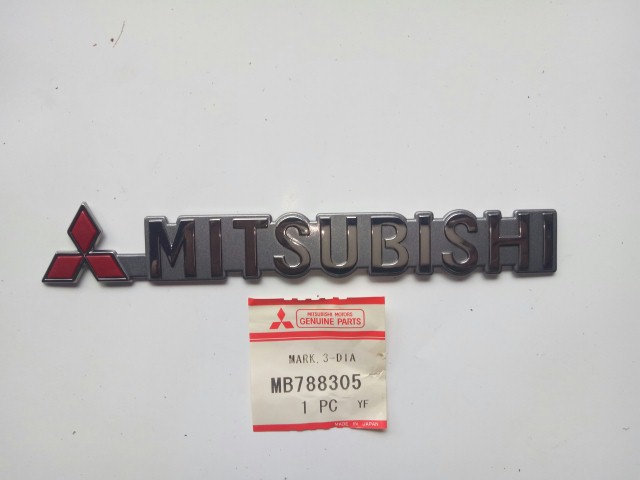 MITSUBISHI
MITSUBISHI MOTORS
GENUINE PARTS
MARK, 3-DIA
MB788305
1 PC YF
MADE IN JAPAN